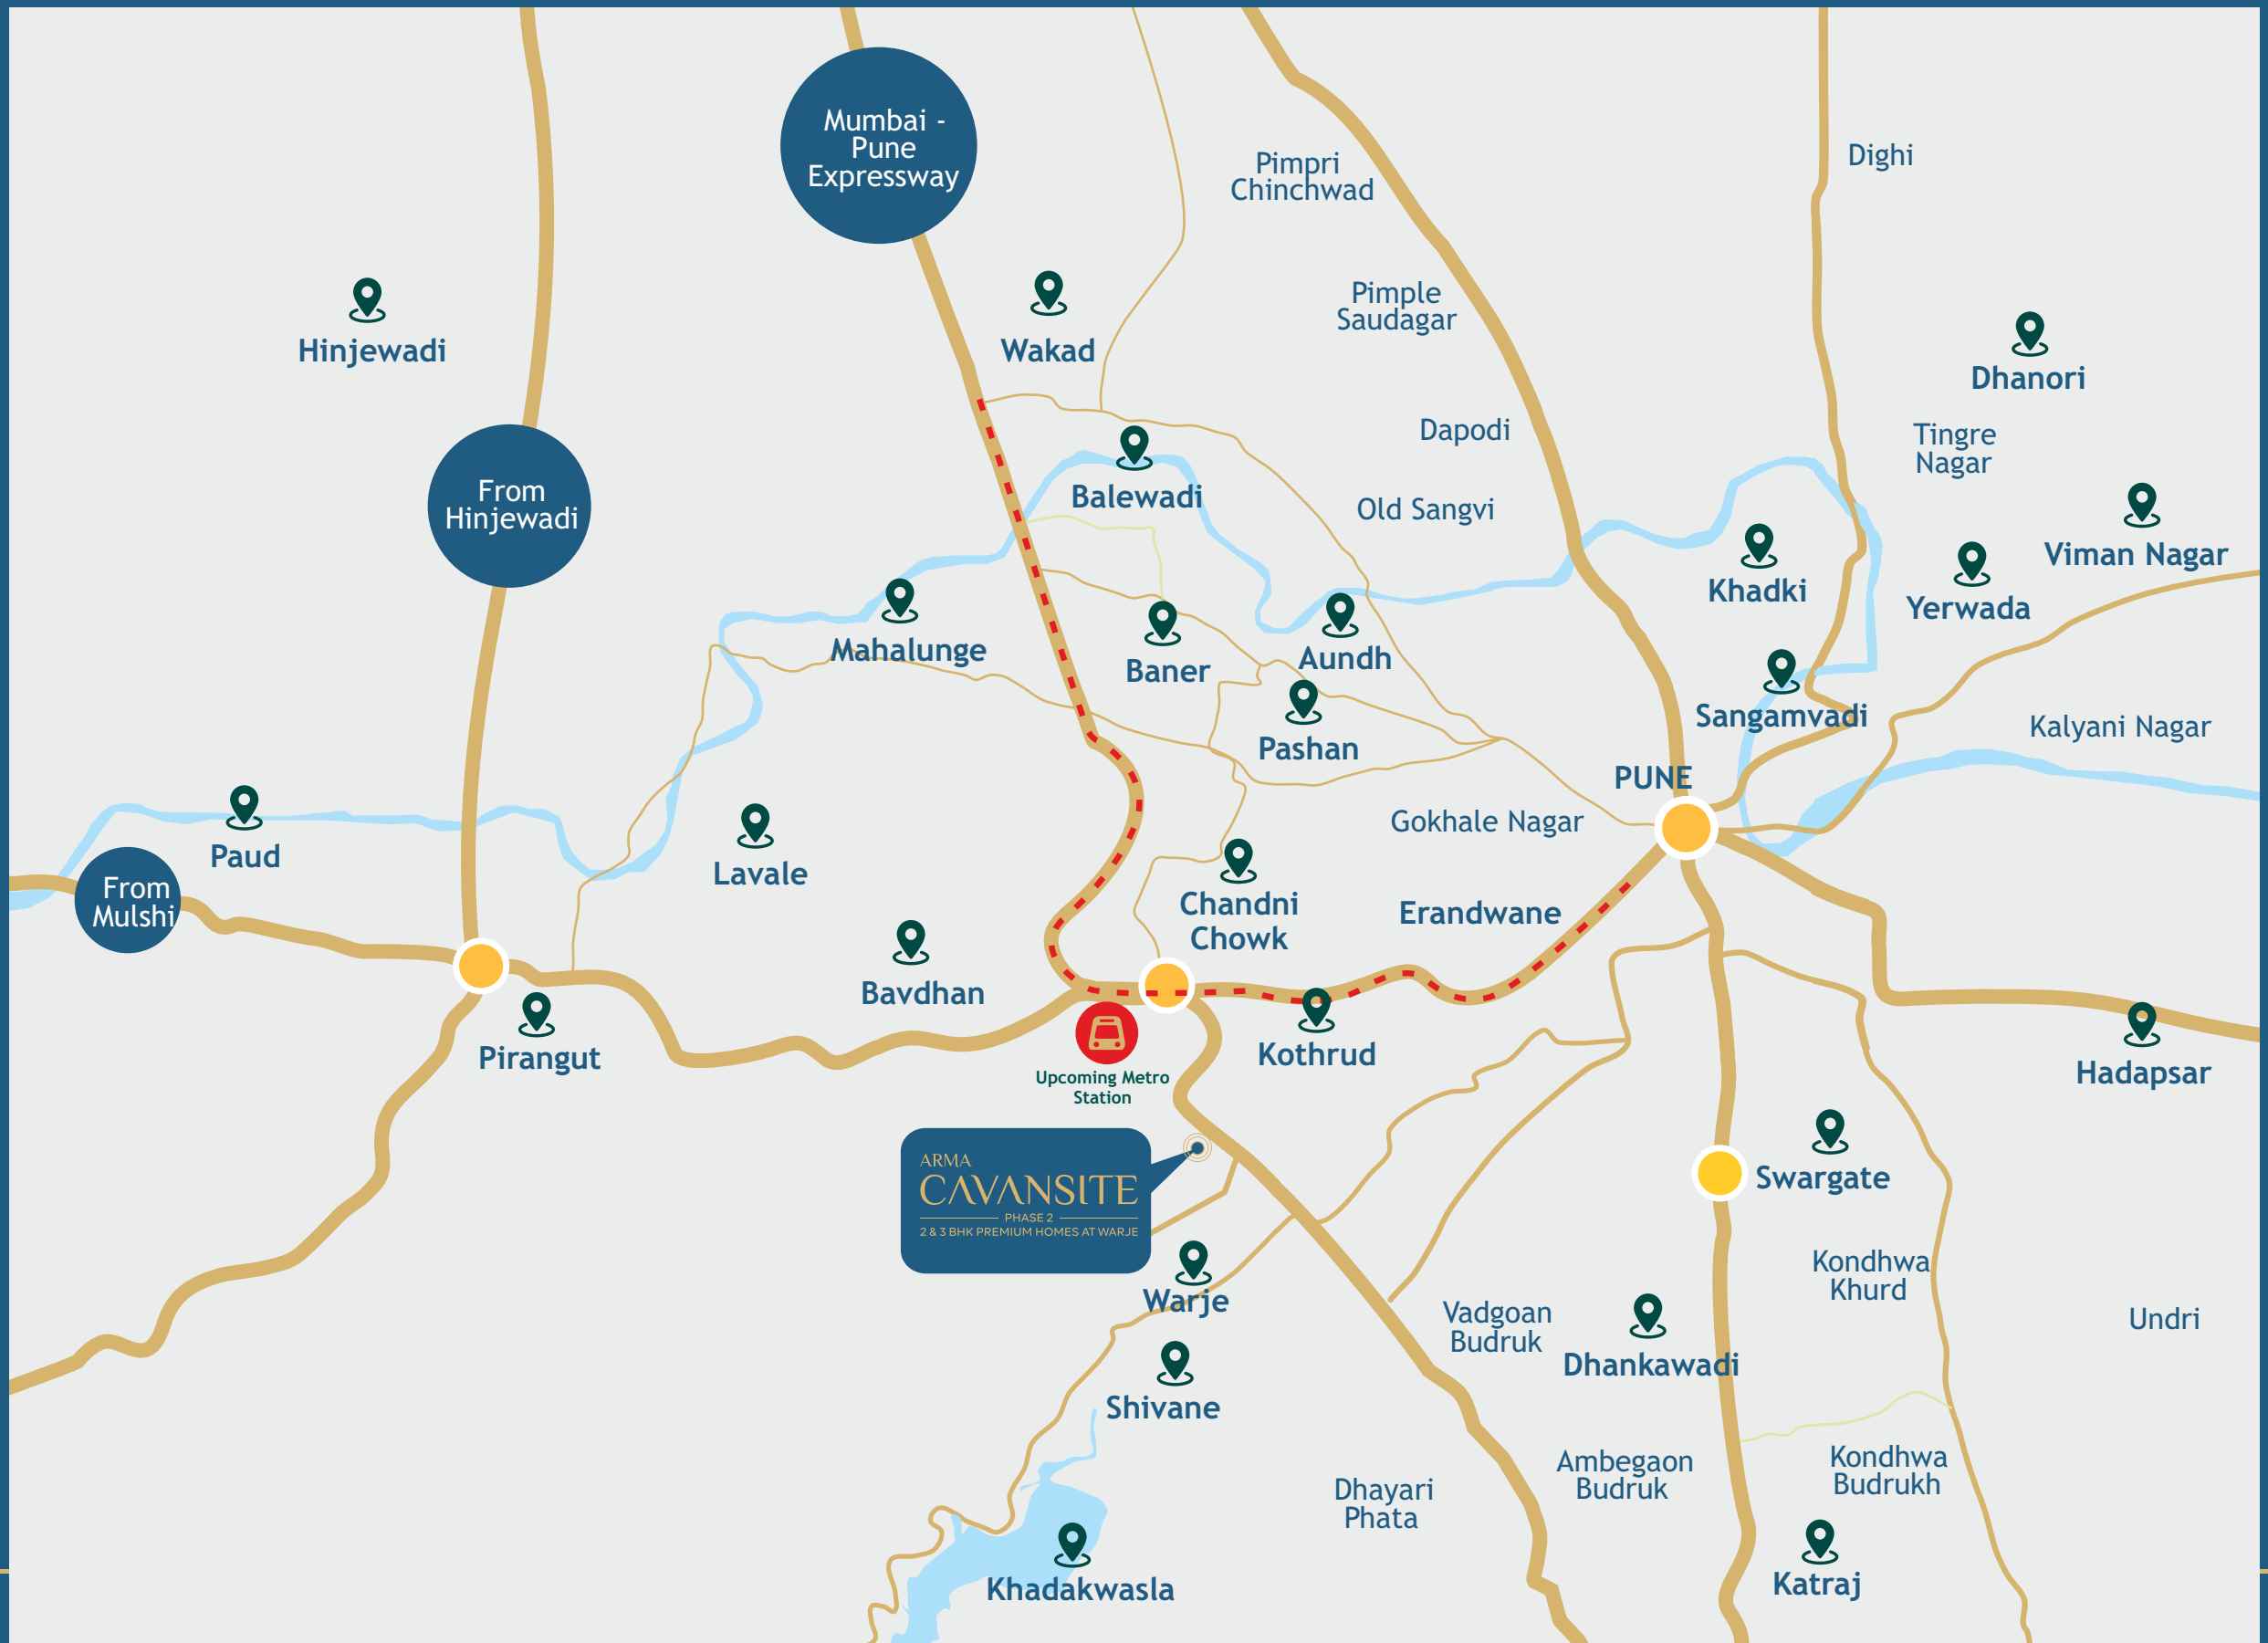 Mumbai -
Pune
Expressway
Pimpri
Chinchwad
Dighi
Hinjewadi
Wakad
Pimple
Saudagar
Dhanori
Dapodi
Tingre
Nagar
From
Hinjewadi
Balewadi
Old Sangvi
Viman Nagar
Khadki
Yerwada
Mahalunge
Baner
Aundh
Sangamvadi
Kalyani Nagar
Pashan
PUNE
Gokhale Nagar
Paud
Lavale
From
Mulshi
Chandni
Chowk
Erandwane
Bavdhan
Pirangut
Kothrud
Hadapsar
Upcoming Metro
Station
ARMA
CAVANSITE
PHASE 2
2 & 3 BHK PREMIUM HOMES AT WARJE
Swargate
Kondhwa
Khurd
Warje
Vadgoan
Budruk
Undri
Dhankawadi
Shivane
Ambegaon
Budruk
Kondhwa
Budrukh
Dhayari
Phata
Khadakwasla
Katraj